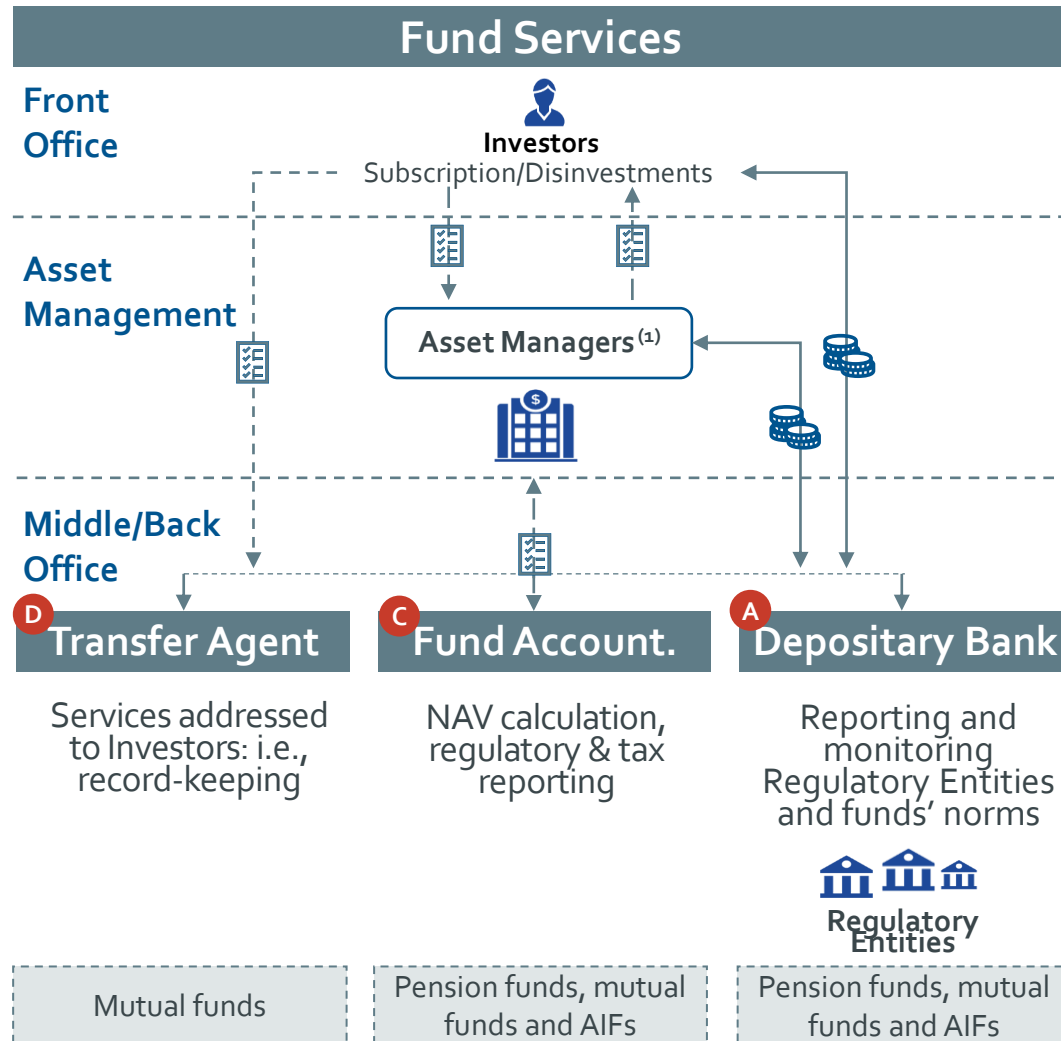 Fund Services
Front
Office
Investors
Subscription/Disinvestments
Asset
Management
Asset Managers (1)
$
Middle/Back
Office
D
Transfer Agent
C
Fund Account.
A
Depositary Bank
Services addressed
to Investors: i.e.,
record-keeping
NAV calculation,
regulatory & tax
reporting
Reporting and
monitoring
Regulatory Entities
and funds' norms
Regulatory
Entities
Mutual funds
Pension funds, mutual
funds and AIFs
Pension funds, mutual
funds and AIFs